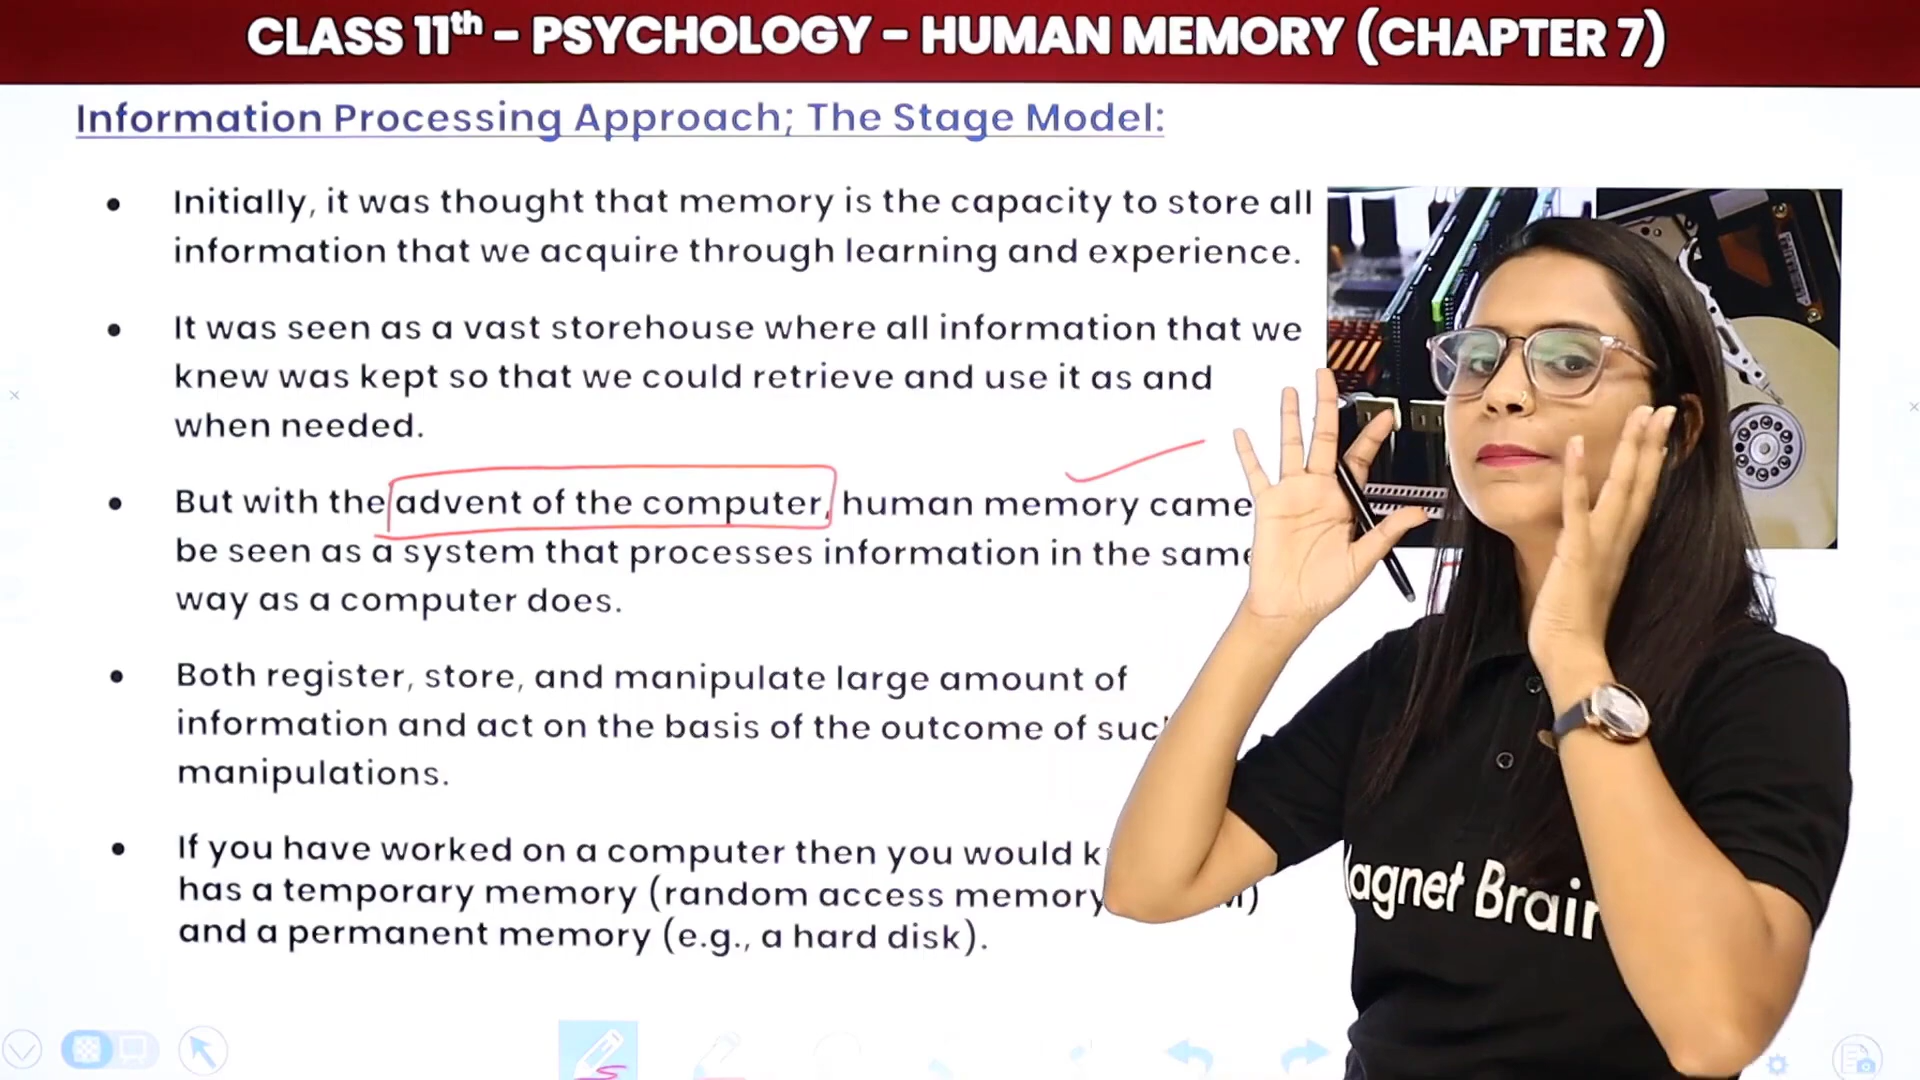 CLASS 11th – PSYCHOLOGY – HUMAN MEMORY (CHAPTER 7)
Information Processing Approach; The Stage Model:
• Initially, it was thought that memory is the capacity to store all
information that we acquire through learning and experience.
• It was seen as a vast storehouse where all information that we
knew was kept so that we could retrieve and use it as and
when needed.
• But with the advent of the computer, human memory came
be seen as a system that processes information in the same
way as a computer does.
• Both register, store, and manipulate large amount of
information and act on the basis of the outcome of suc
manipulations.
• If you have worked on a computer then you would k
has a temporary memory (random access memory
and a permanent memory (e.g., a hard disk).
agnet Brain